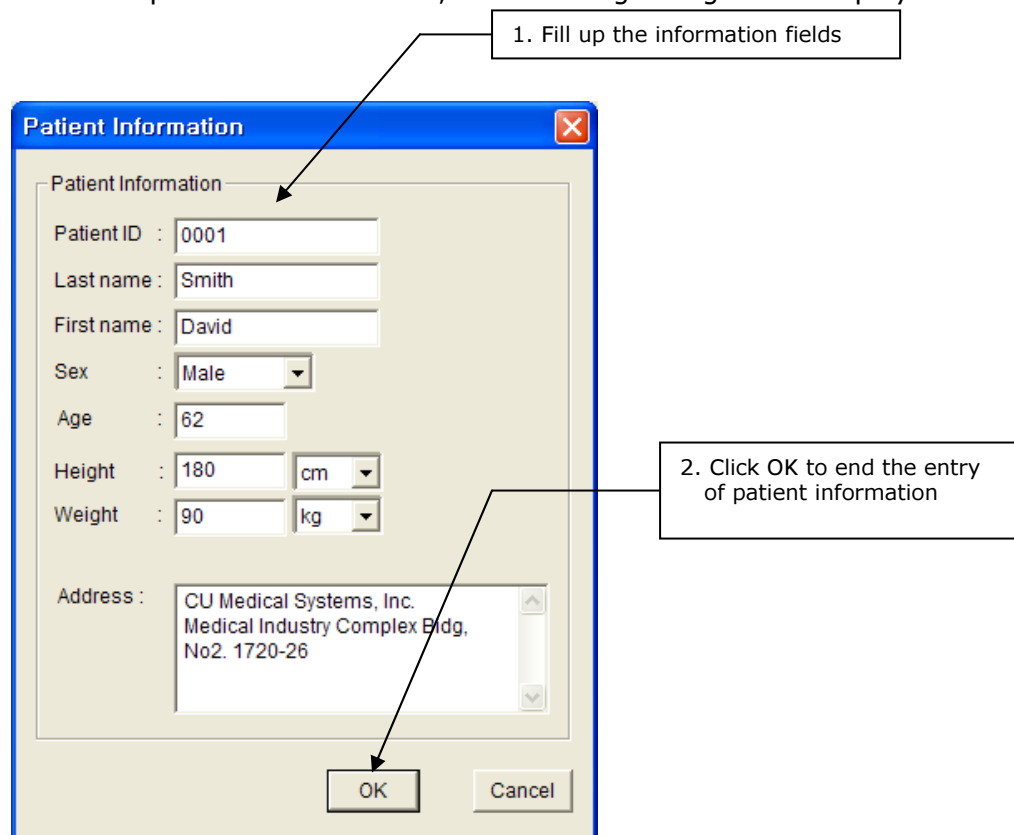 1. Fill up the information fields
Patient Information
Patient Information
Patient ID : 0001
Last name : Smith
First name : David
Sex : Male
Age : 62
Height : 180 cm
Weight : 90 kg
2. Click OK to end the entry
of patient information
Address : CU Medical Systems, Inc.
Medical Industry Complex Bldg,
No2. 1720-26
OK Cancel